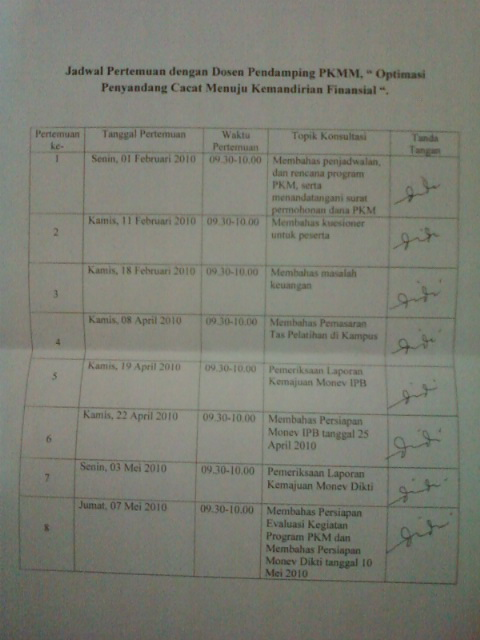 Jadwal Pertemuan dengan Dosen Pendamping PKMM, “ Optimasi
Penyandang Cacat Menuju Kemandirian Finansial “.
Pertemuan ke- Tanggal Pertemuan Waktu Pertemuan Topik Konsultasi Tanda Tangan
1 Senin, 01 Februari 2010 09.30-10.00 Membahas penjadwalan,
dan rencana program
PKM, serta
menandatangani surat
permohonan dana PKM
2 Kamis, 11 Februari 2010 09.30-10.00 Membahas kuesioner
untuk peserta
3 Kamis, 18 Februari 2010 09.30-10.00 Membahas masalah
keuangan
4 Kamis, 08 April 2010 09.30-10.00 Membahas Pemasaran
Tas Pelatihan di Kampus
5 Kamis, 19 April 2010 09.30-10.00 Pemeriksaan Laporan
Kemajuan Monev IPB
6 Kamis, 22 April 2010 09.30-10.00 Membahas Persiapan
Monev IPB tanggal 25
April 2010
7 Senin, 03 Mei 2010 09.30-10.00 Pemeriksaan Laporan
Kemajuan Monev Dikti
8 Jumat, 07 Mei 2010 09.30-10.00 Membahas Persiapan
Evaluasi Kegiatan
Program PKM dan
Membahas Persiapan
Monev Dikti tanggal 10
Mei 2010